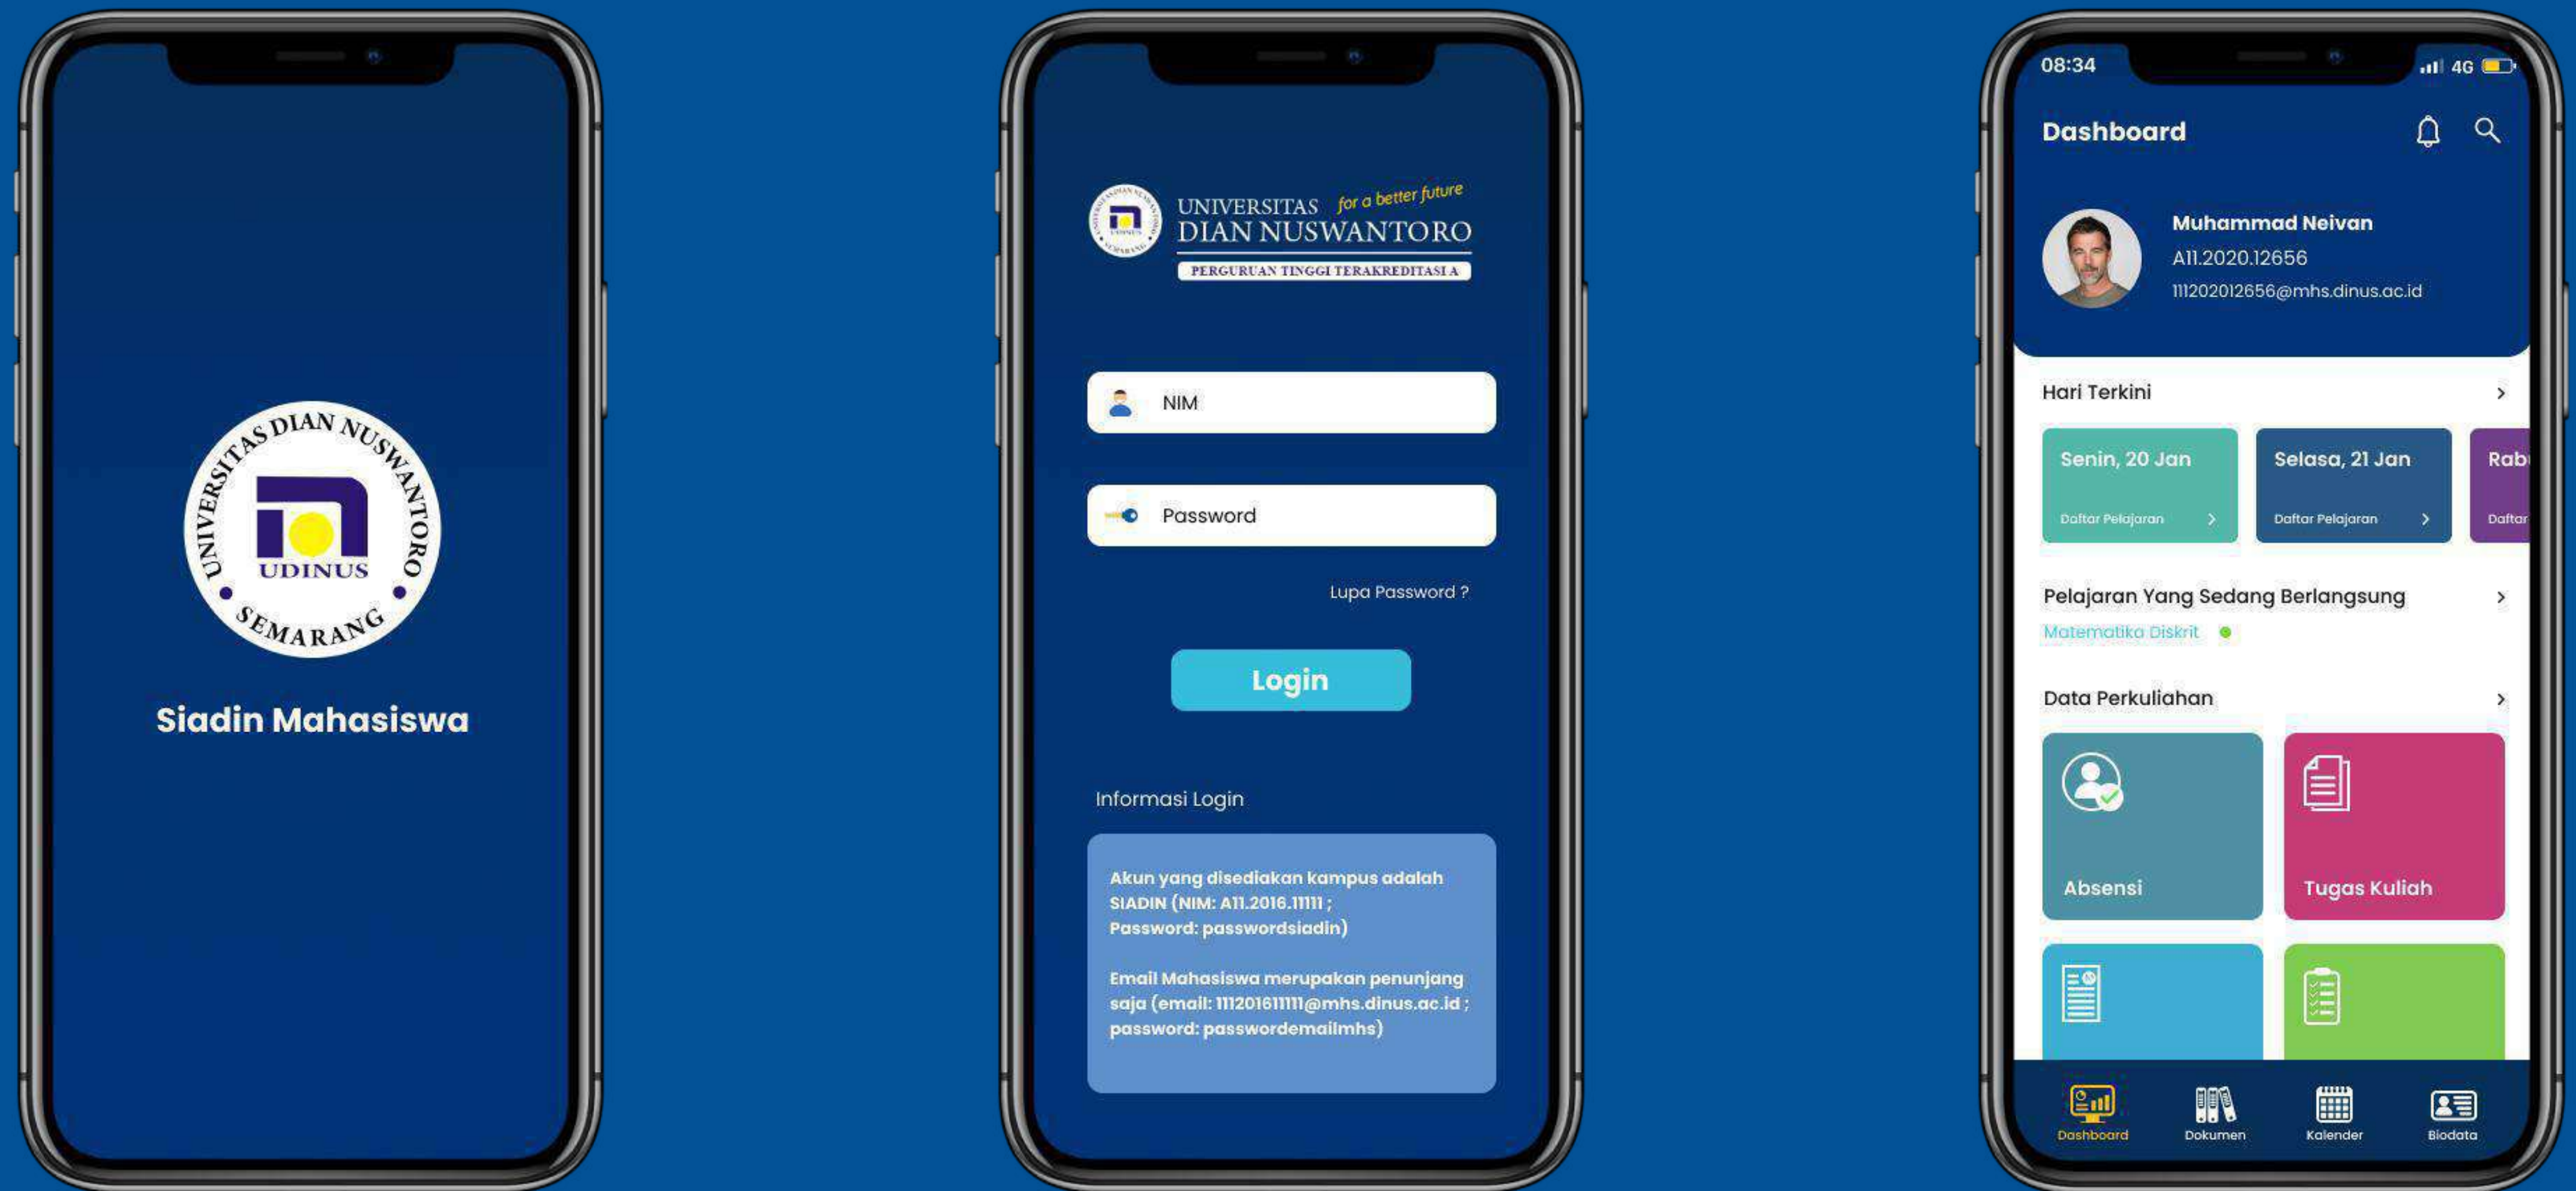 UNIVERSITAS DIAN NUSWANTORO
UDINUS
SEMARANG
Siadin Mahasiswa
UNIVERSITAS for a better future
DIAN NUSWANTORO
PERGURUAN TINGGI TERAKREDITASI A
UDINUS
SEMARANG
NIM
Password
Lupa Password ?
Login
Informasi Login
Akun yang disediakan kampus adalah
SIADIN (NIM: A11.2016.11111 ;
Password: passwordsiadin)
Email Mahasiswa merupakan penunjang
saja (email: 111201611111@mhs.dinus.ac.id ;
password: passwordemailmhs)
08:34
4G
Dashboard
Muhammad Neivan
A11.2020.12656
111202012656@mhs.dinus.ac.id
Hari Terkini
Senin, 20 Jan
Selasa, 21 Jan
Rab
Daftar Pelajaran
Daftar Pelajaran
Daftar
Pelajaran Yang Sedang Berlangsung
Matematika Diskrit
Data Perkuliahan
Absensi
Tugas Kuliah
Dashboard
Dokumen
Kalender
Biodata